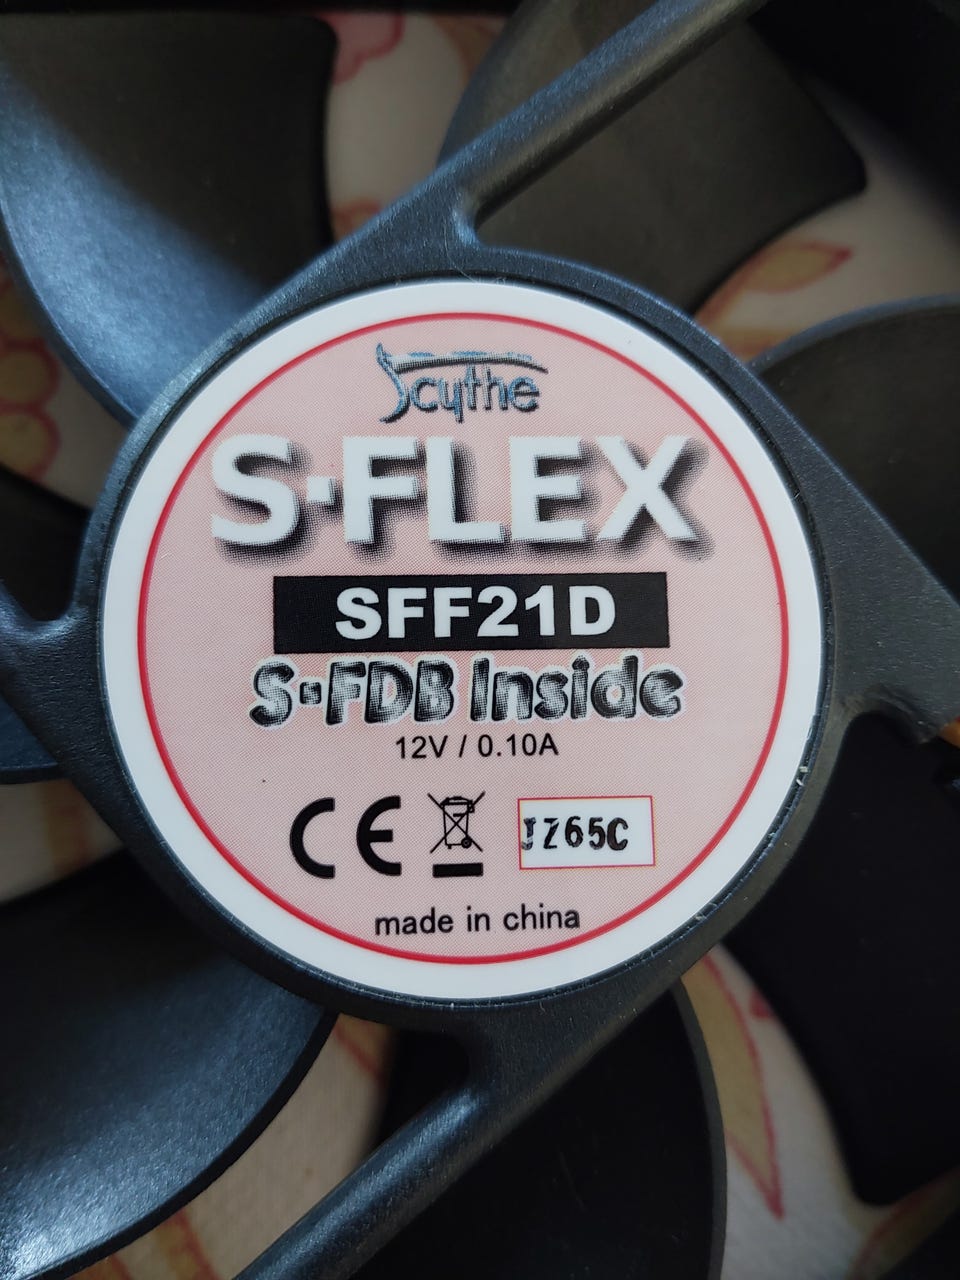 Scythe
S·FLEX
SFF21D
S·FDB Inside
12V / 0.10A
CE
JZ65C
made in china